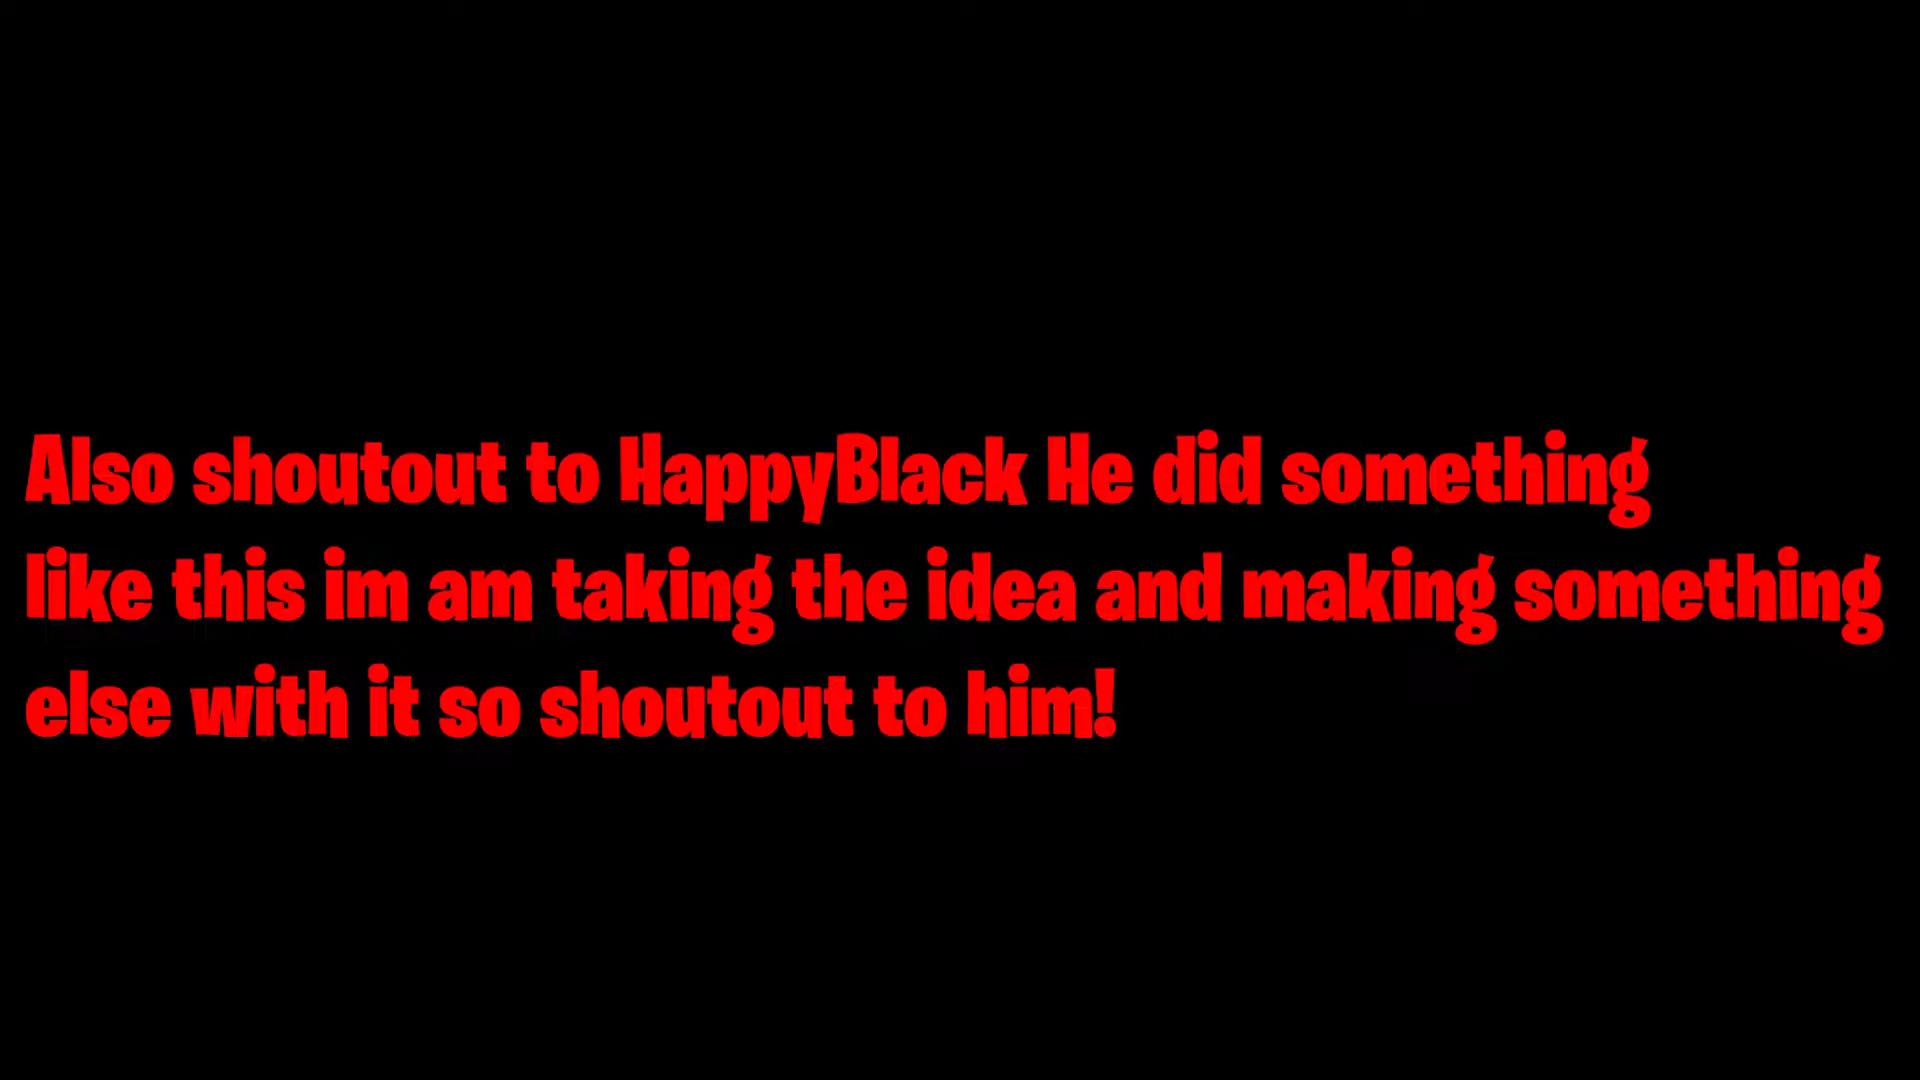 Also shoutout to HappyBlack He did something
like this im am taking the idea and making something
else with it so shoutout to him!